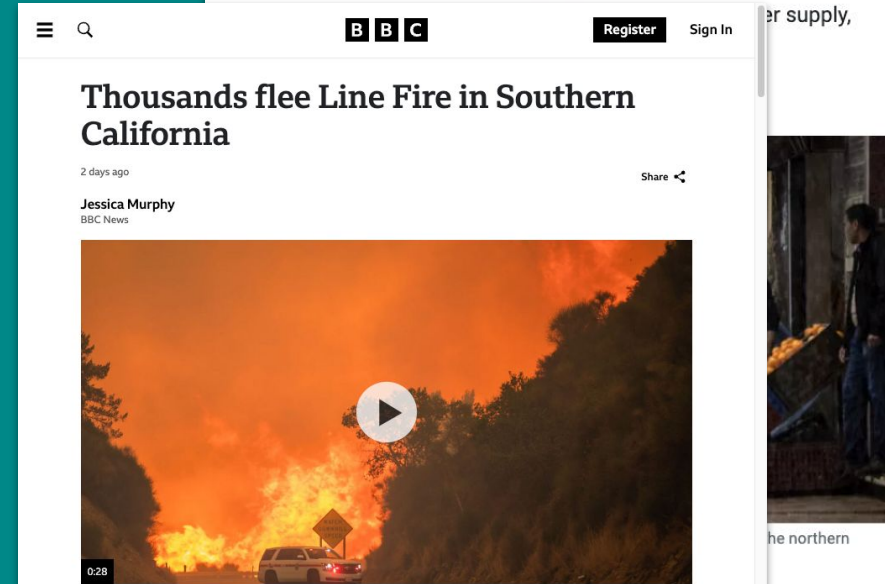 er supply,
BBC
Register
Sign In
Thousands flee Line Fire in Southern
California
2 days ago
Share
Jessica Murphy
BBC News
0:28
he northern